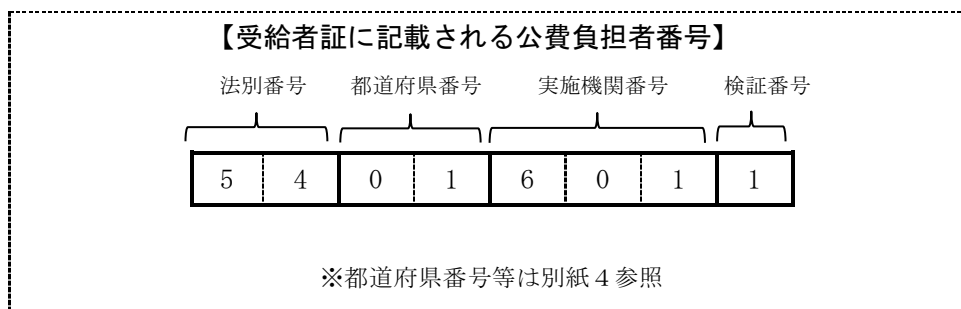 【受給者証に記載される公費負担者番号】
法別番号 都道府県番号 実施機関番号 検証番号
5 4 0 1 6 0 1 1
※都道府県番号等は別紙4参照